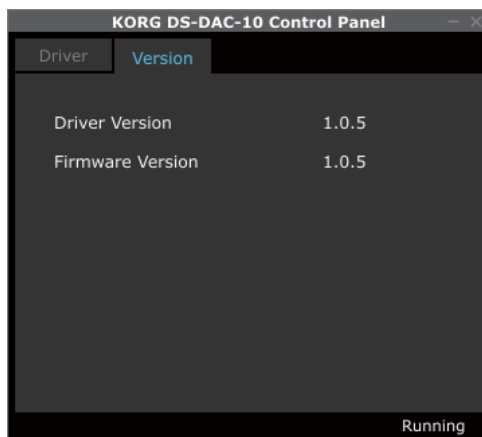 KORG DS-DAC-10 Control Panel
Driver Version
Driver Version 1.0.5
Firmware Version 1.0.5
Running